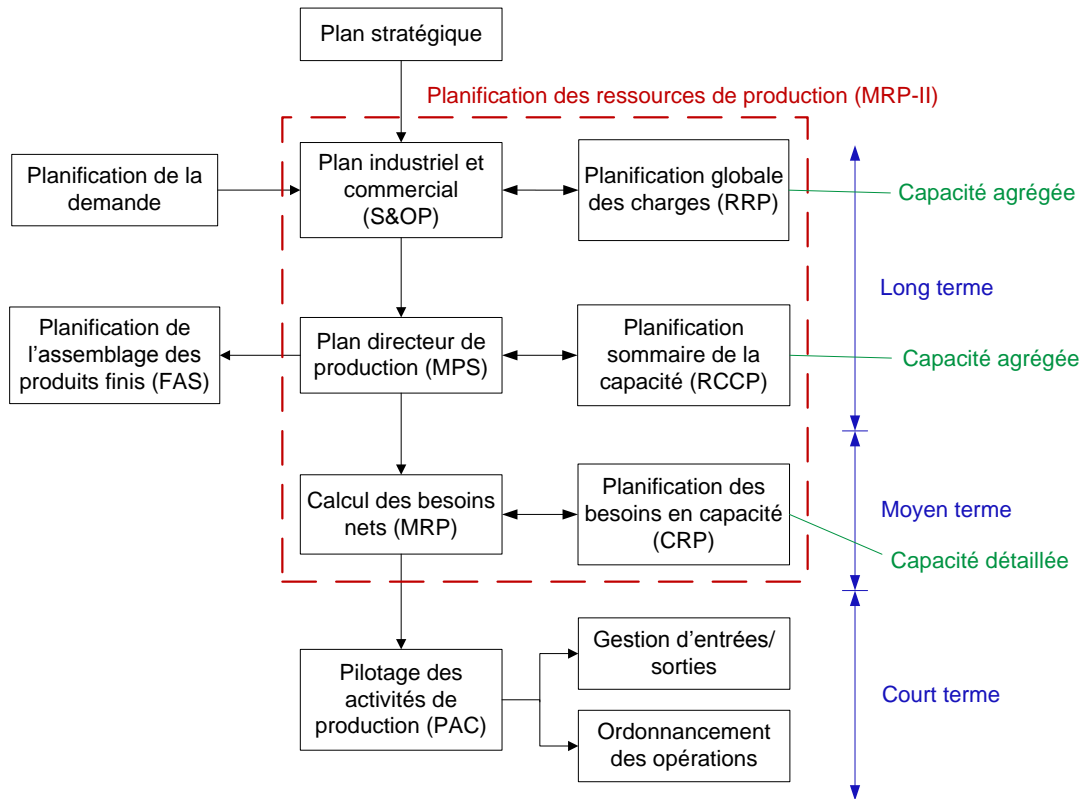 Plan stratégique
Planification des ressources de production (MRP-II)
Planification de la
demande
Plan industriel et
commercial
(S&OP)
Planification globale
des charges (RRP)
Capacité agrégée
Long terme
Planification de
l’assemblage des
produits finis (FAS)
Plan directeur de
production (MPS)
Planification
sommaire de la
capacité (RCCP)
Capacité agrégée
Calcul des besoins
nets (MRP)
Planification des
besoins en capacité
(CRP)
Moyen terme
Capacité détaillée
Pilotage des
activités de
production (PAC)
Gestion d’entrées/
sorties
Court terme
Ordonnancement
des opérations